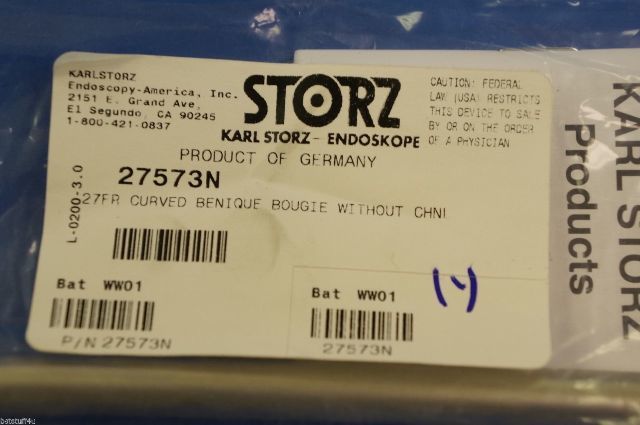 KARLSTORZ
Endoscopy-America, Inc.
2151 E. Grand Ave.
El Segundo, CA 90245
1-800-421-0837
STORZ
KARL STORZ - ENDOSKOPE
CAUTION: FEDERAL
LAW (USA) RESTRICTS
THIS DEVICE TO SALE
BY OR ON THE ORDER
OF A PHYSICIAN
PRODUCT OF GERMANY
27573N
27FR CURVED BENIQUE BOUGIE WITHOUT CHNL
L-0200-3.0
Bat WW01
P/N 27573N
Bat WW01
27573N
KARL STORZ
Products
batstuff4u